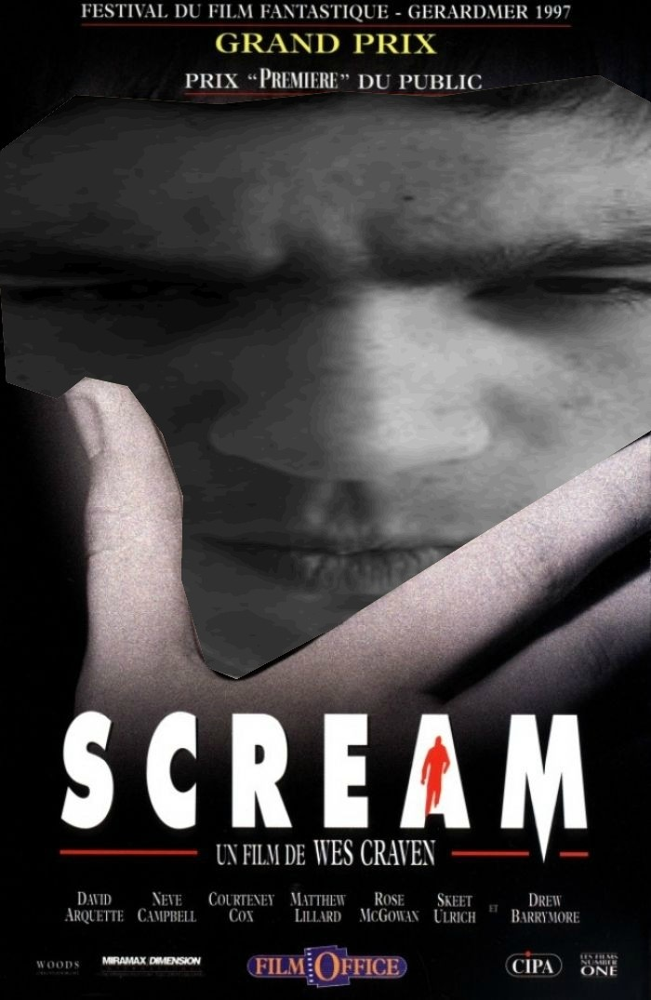 FESTIVAL DU FILM FANTASTIQUE - GERARDMER 1997
GRAND PRIX
PRIX “PREMIERE” DU PUBLIC
SCREAM
UN FILM DE WES CRAVEN
DAVID ARQUETTE
NEVE CAMPBELL
COURTENEY COX
MATTHEW LILLARD
ROSE McGOWAN
SKEET ULRICH
ET
DREW BARRYMORE
WOODS
MIRAMAX DIMENSION
FILM OFFICE
CIPA
LES FILMS
NUMBER
ONE